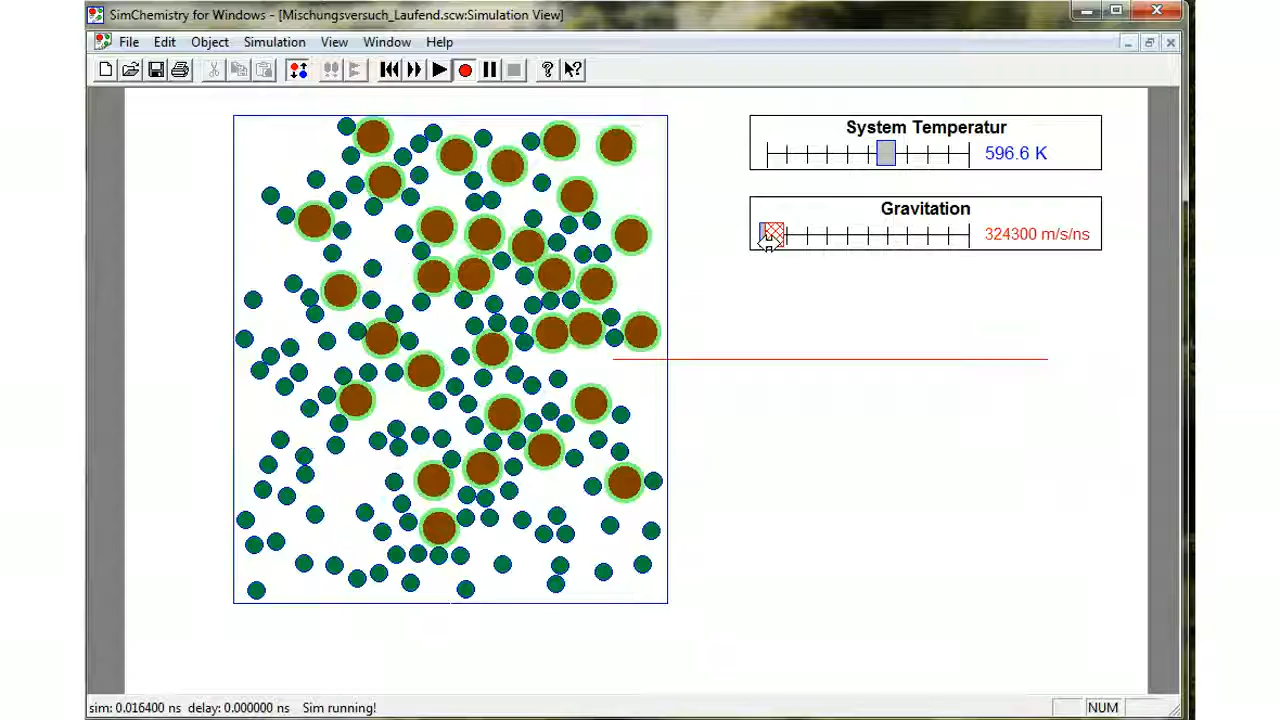 SimChemistry for Windows - [Mischungsversuch_Laufend.scw:Simulation View]
File Edit Object Simulation View Window Help
System Temperatur
596.6 K
Gravitation
324300 m/s/ns
sim: 0.016400 ns delay: 0.000000 ns Sim running!
NUM